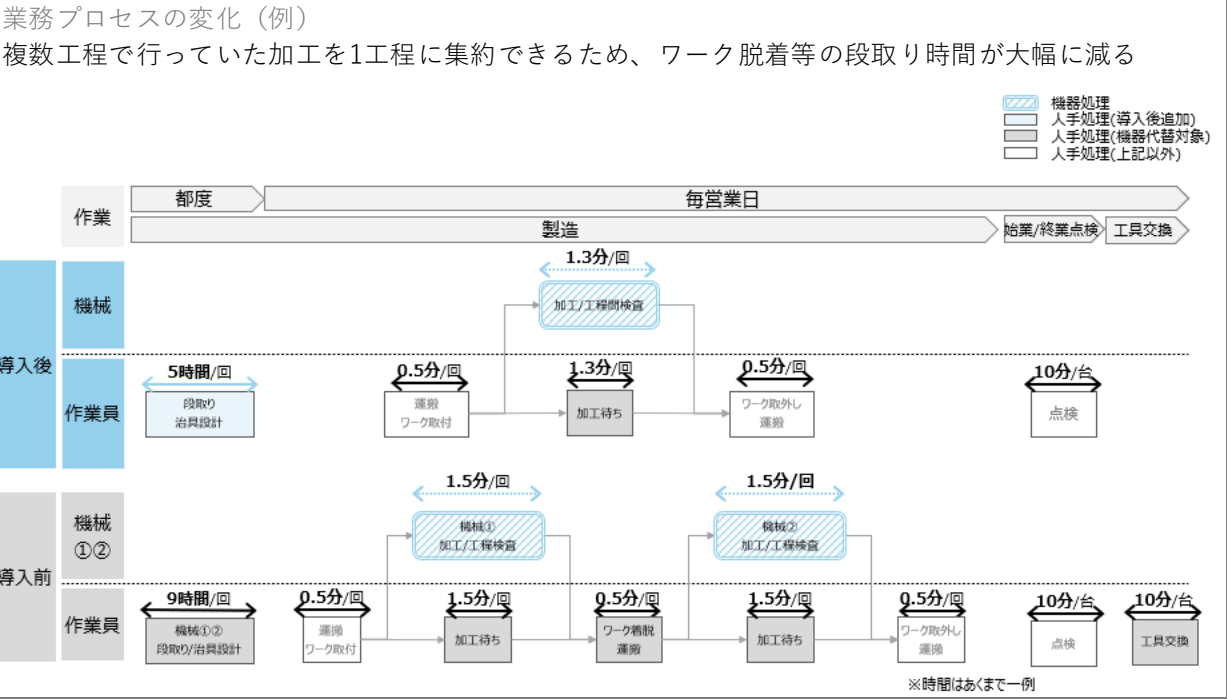 業務プロセスの変化（例）
複数工程で行っていた加工を1工程に集約できるため、ワーク脱着等の段取り時間が大幅に減る
機器処理
人手処理(導入後追加)
人手処理(機器代替対象)
人手処理(上記以外)
作業
都度
毎営業日
製造
始業/終業点検
工具交換
導入後
機械
1.3分/回
加工/工程間検査
作業員
5時間/回
段取り
治具設計
0.5分/回
運搬
ワーク取付
1.3分/回
加工待ち
0.5分/回
ワーク取外し
運搬
10分/台
点検
導入前
機械
①②
1.5分/回
機械①
加工/工程検査
1.5分/回
機械②
加工/工程検査
作業員
9時間/回
機械①②
段取り/治具設計
0.5分/回
運搬
ワーク取付
1.5分/回
加工待ち
0.5分/回
ワーク着脱
運搬
1.5分/回
加工待ち
0.5分/回
ワーク取外し
運搬
10分/台
点検
10分/台
工具交換
※時間はあくまで一例